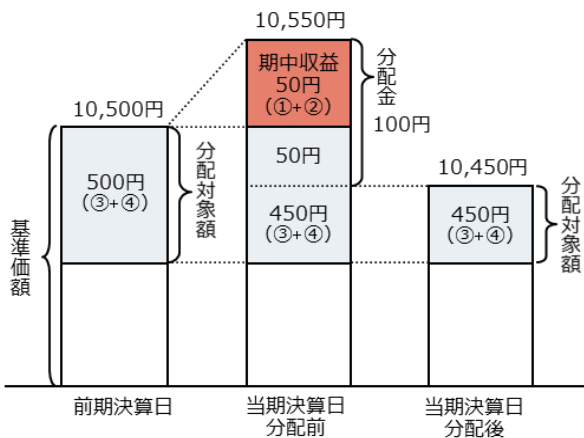 10,550円
期中収益
50円
(①+②)
分配金
100円
10,500円
500円
(③+④)
分配対象額
50円
450円
(③+④)
10,450円
450円
(③+④)
分配対象額
基準価額
前期決算日
当期決算日
分配前
当期決算日
分配後